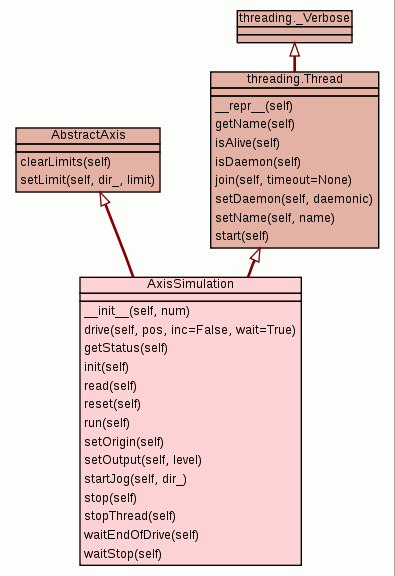 threading._Verbose
threading.Thread
__repr__(self)
getName(self)
isAlive(self)
isDaemon(self)
join(self, timeout=None)
setDaemon(self, daemonic)
setName(self, name)
start(self)
AbstractAxis
clearLimits(self)
setLimit(self, dir_, limit)
AxisSimulation
__init__(self, num)
drive(self, pos, inc=False, wait=True)
getStatus(self)
init(self)
read(self)
reset(self)
run(self)
setOrigin(self)
setOutput(self, level)
startJog(self, dir_)
stop(self)
stopThread(self)
waitEndOfDrive(self)
waitStop(self)